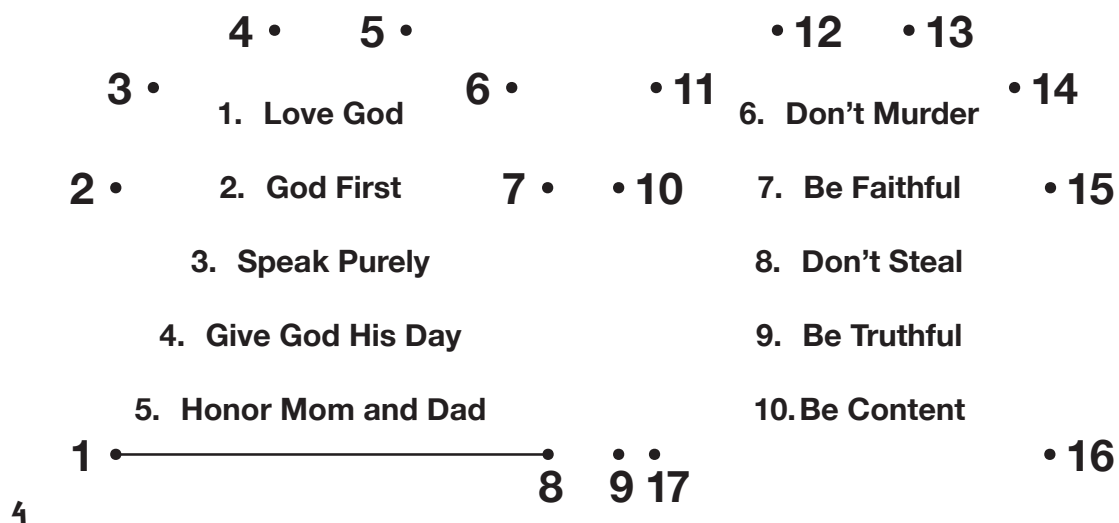 4 5 12 13
3 6 11 14
1. Love God 6. Don't Murder
2 2. God First 7 10 7. Be Faithful 15
3. Speak Purely 8. Don't Steal
4. Give God His Day 9. Be Truthful
5. Honor Mom and Dad 10. Be Content
1 16
8 9 17
4